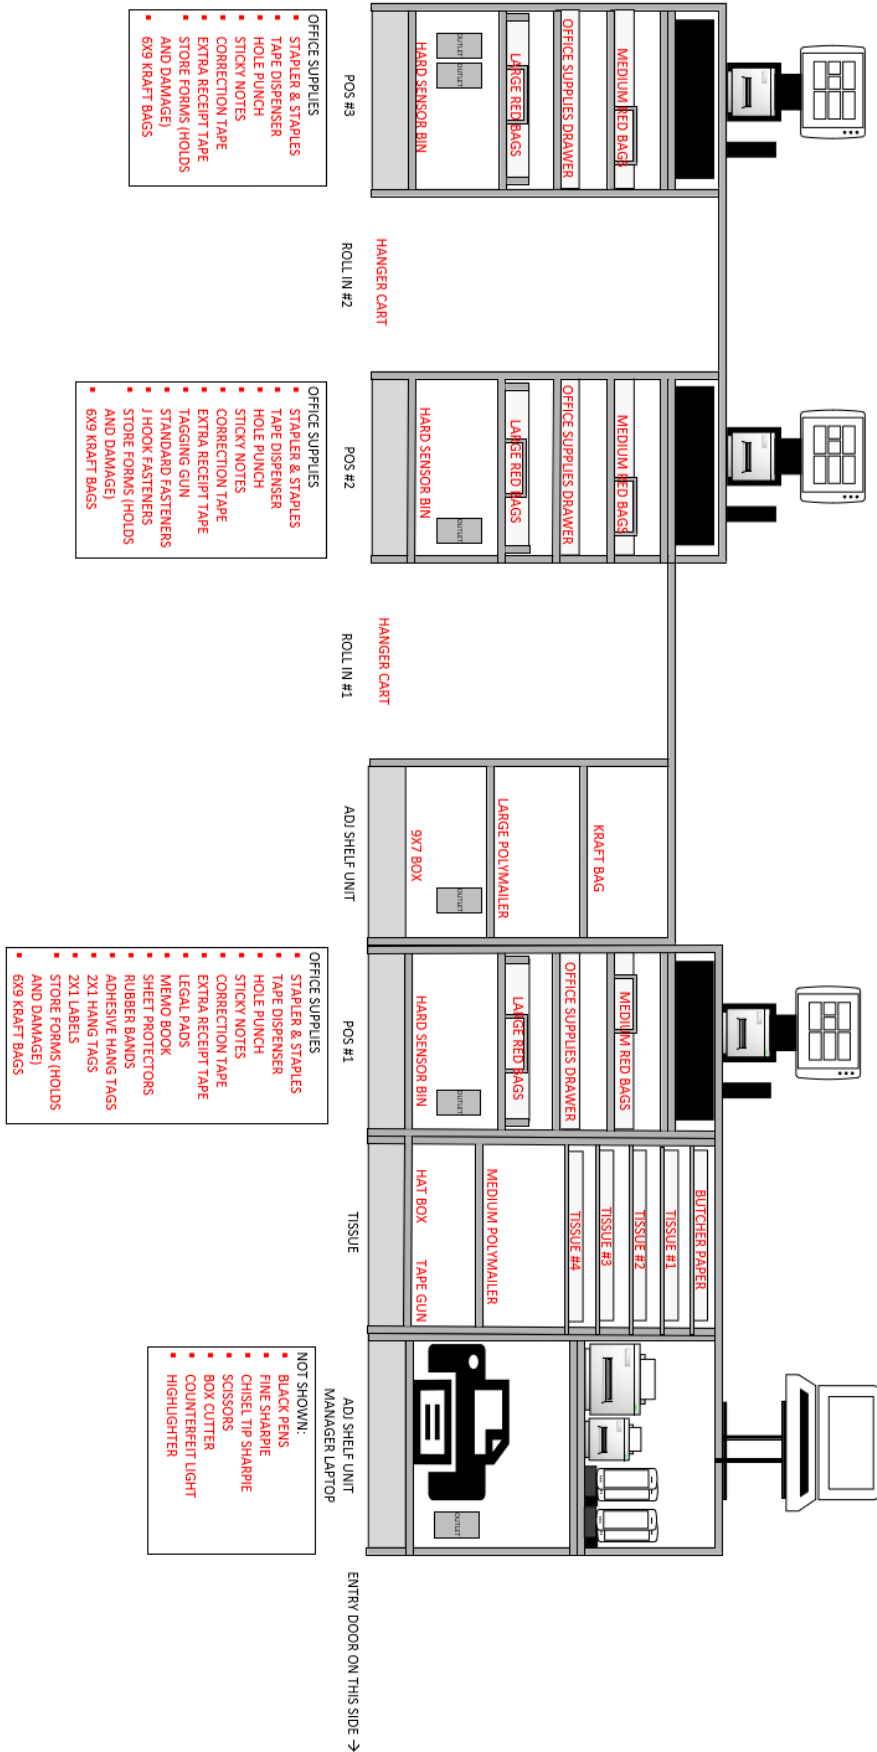 MEDIUM RED BAGS
OFFICE SUPPLIES DRAWER
LARGE RED BAGS
OUTLET
OUTLET
HARD SENSOR BIN
POS #3
OFFICE SUPPLIES
STAPLER & STAPLES
TAPE DISPENSER
HOLE PUNCH
STICKY NOTES
CORRECTION TAPE
EXTRA RECEIPT TAPE
STORE FORMS (HOLDS
AND DAMAGE)
6X9 KRAFT BAGS
HANGER CART
ROLL IN #2
MEDIUM RED BAGS
OFFICE SUPPLIES DRAWER
LARGE RED BAGS
OUTLET
HARD SENSOR BIN
POS #2
OFFICE SUPPLIES
STAPLER & STAPLES
TAPE DISPENSER
HOLE PUNCH
STICKY NOTES
CORRECTION TAPE
EXTRA RECEIPT TAPE
TAGGING GUN
STANDARD FASTENERS
J HOOK FASTENERS
STORE FORMS (HOLDS
AND DAMAGE)
6X9 KRAFT BAGS
HANGER CART
ROLL IN #1
KRAFT BAG
LARGE POLYMAILER
OUTLET
9X7 BOX
ADJ SHELF UNIT
MEDIUM RED BAGS
OFFICE SUPPLIES DRAWER
LARGE RED BAGS
OUTLET
HARD SENSOR BIN
POS #1
OFFICE SUPPLIES
STAPLER & STAPLES
TAPE DISPENSER
HOLE PUNCH
STICKY NOTES
CORRECTION TAPE
EXTRA RECEIPT TAPE
LEGAL PADS
MEMO BOOK
SHEET PROTECTORS
RUBBER BANDS
ADHESIVE HANG TAGS
2X1 HANG TAGS
2X1 LABELS
STORE FORMS (HOLDS
AND DAMAGE)
6X9 KRAFT BAGS
BUTCHER PAPER
TISSUE #1
TISSUE #2
TISSUE #3
TISSUE #4
MEDIUM POLYMAILER
HAT BOX TAPE GUN
TISSUE
OUTLET
ADJ SHELF UNIT
MANAGER LAPTOP
NOT SHOWN:
BLACK PENS
FINE SHARPIE
CHISEL TIP SHARPIE
SCISSORS
BOX CUTTER
COUNTERFEIT LIGHT
HIGHLIGHTER
ENTRY DOOR ON THIS SIDE →